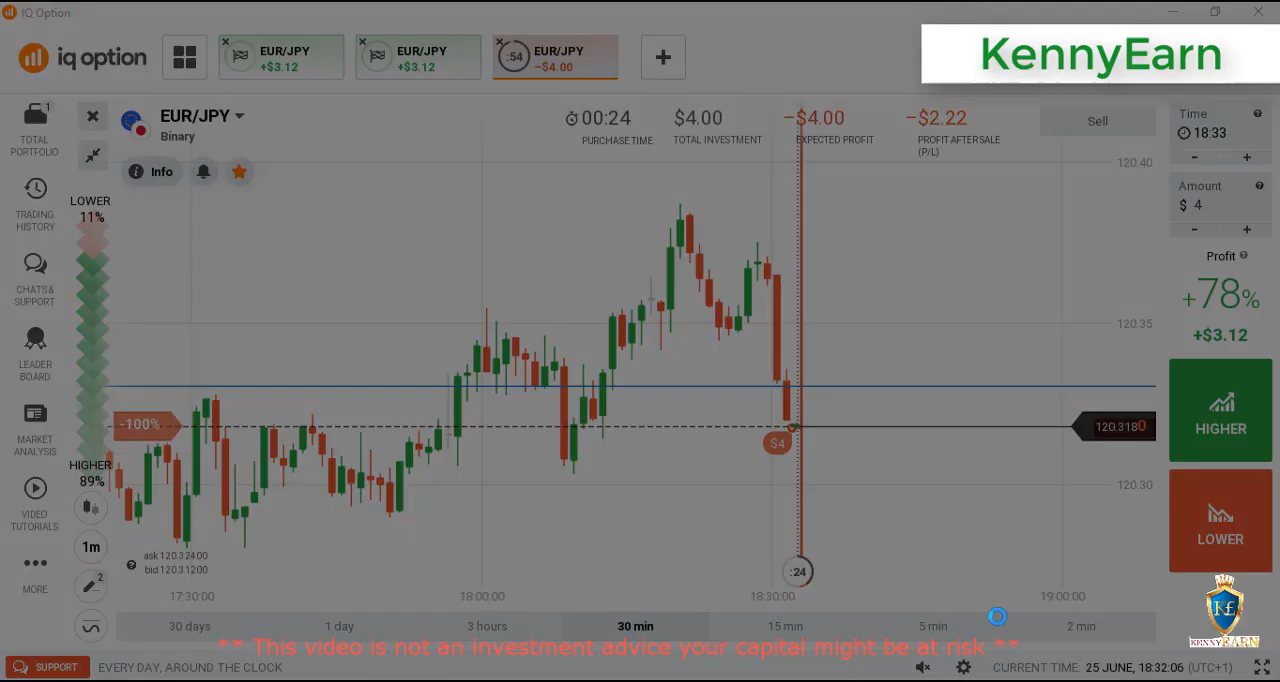 IQ Option
iq option
EUR/JPY
+$3.12
EUR/JPY
+$3.12
:54
EUR/JPY
−$4.00
+
KennyEarn
1
TOTAL
PORTFOLIO
TRADING
HISTORY
CHATS &
SUPPORT
LEADER
BOARD
MARKET
ANALYSIS
VIDEO
TUTORIALS
MORE
EUR/JPY
Binary
Info
00:24
PURCHASE TIME
$4.00
TOTAL INVESTMENT
−$4.00
EXPECTED PROFIT
−$2.22
PROFIT AFTER SALE
(P/L)
Sell
LOWER
11%
HIGHER
89%
1m
2
-100%
$4
ask 120.32400
bid 120.31200
:24
120.40
120.35
120.3180
120.30
17:30:00
18:00:00
18:30:00
19:00:00
30 days
1 day
3 hours
30 min
15 min
5 min
2 min
Time
18:33
-
+
Amount
$ 4
-
+
Profit
+78%
+$3.12
HIGHER
LOWER
K£
KENNYEARN
** This video is not an investment advice your capital might be at risk **
SUPPORT
EVERY DAY, AROUND THE CLOCK
CURRENT TIME: 25 JUNE, 18:32:06 (UTC+1)